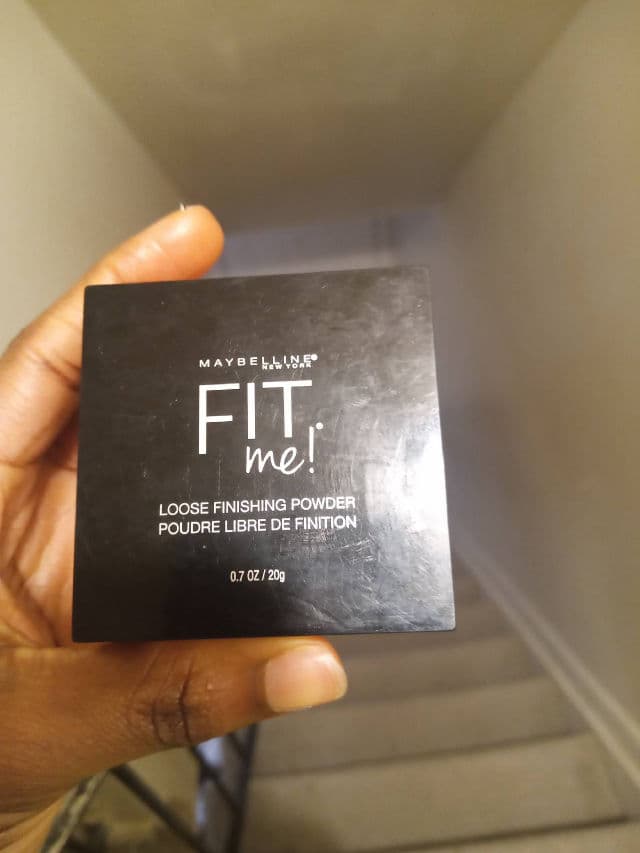 MAYBELLINE
NEW YORK
FIT
me!
LOOSE FINISHING POWDER
POUDRE LIBRE DE FINITION
0.7 OZ / 20g